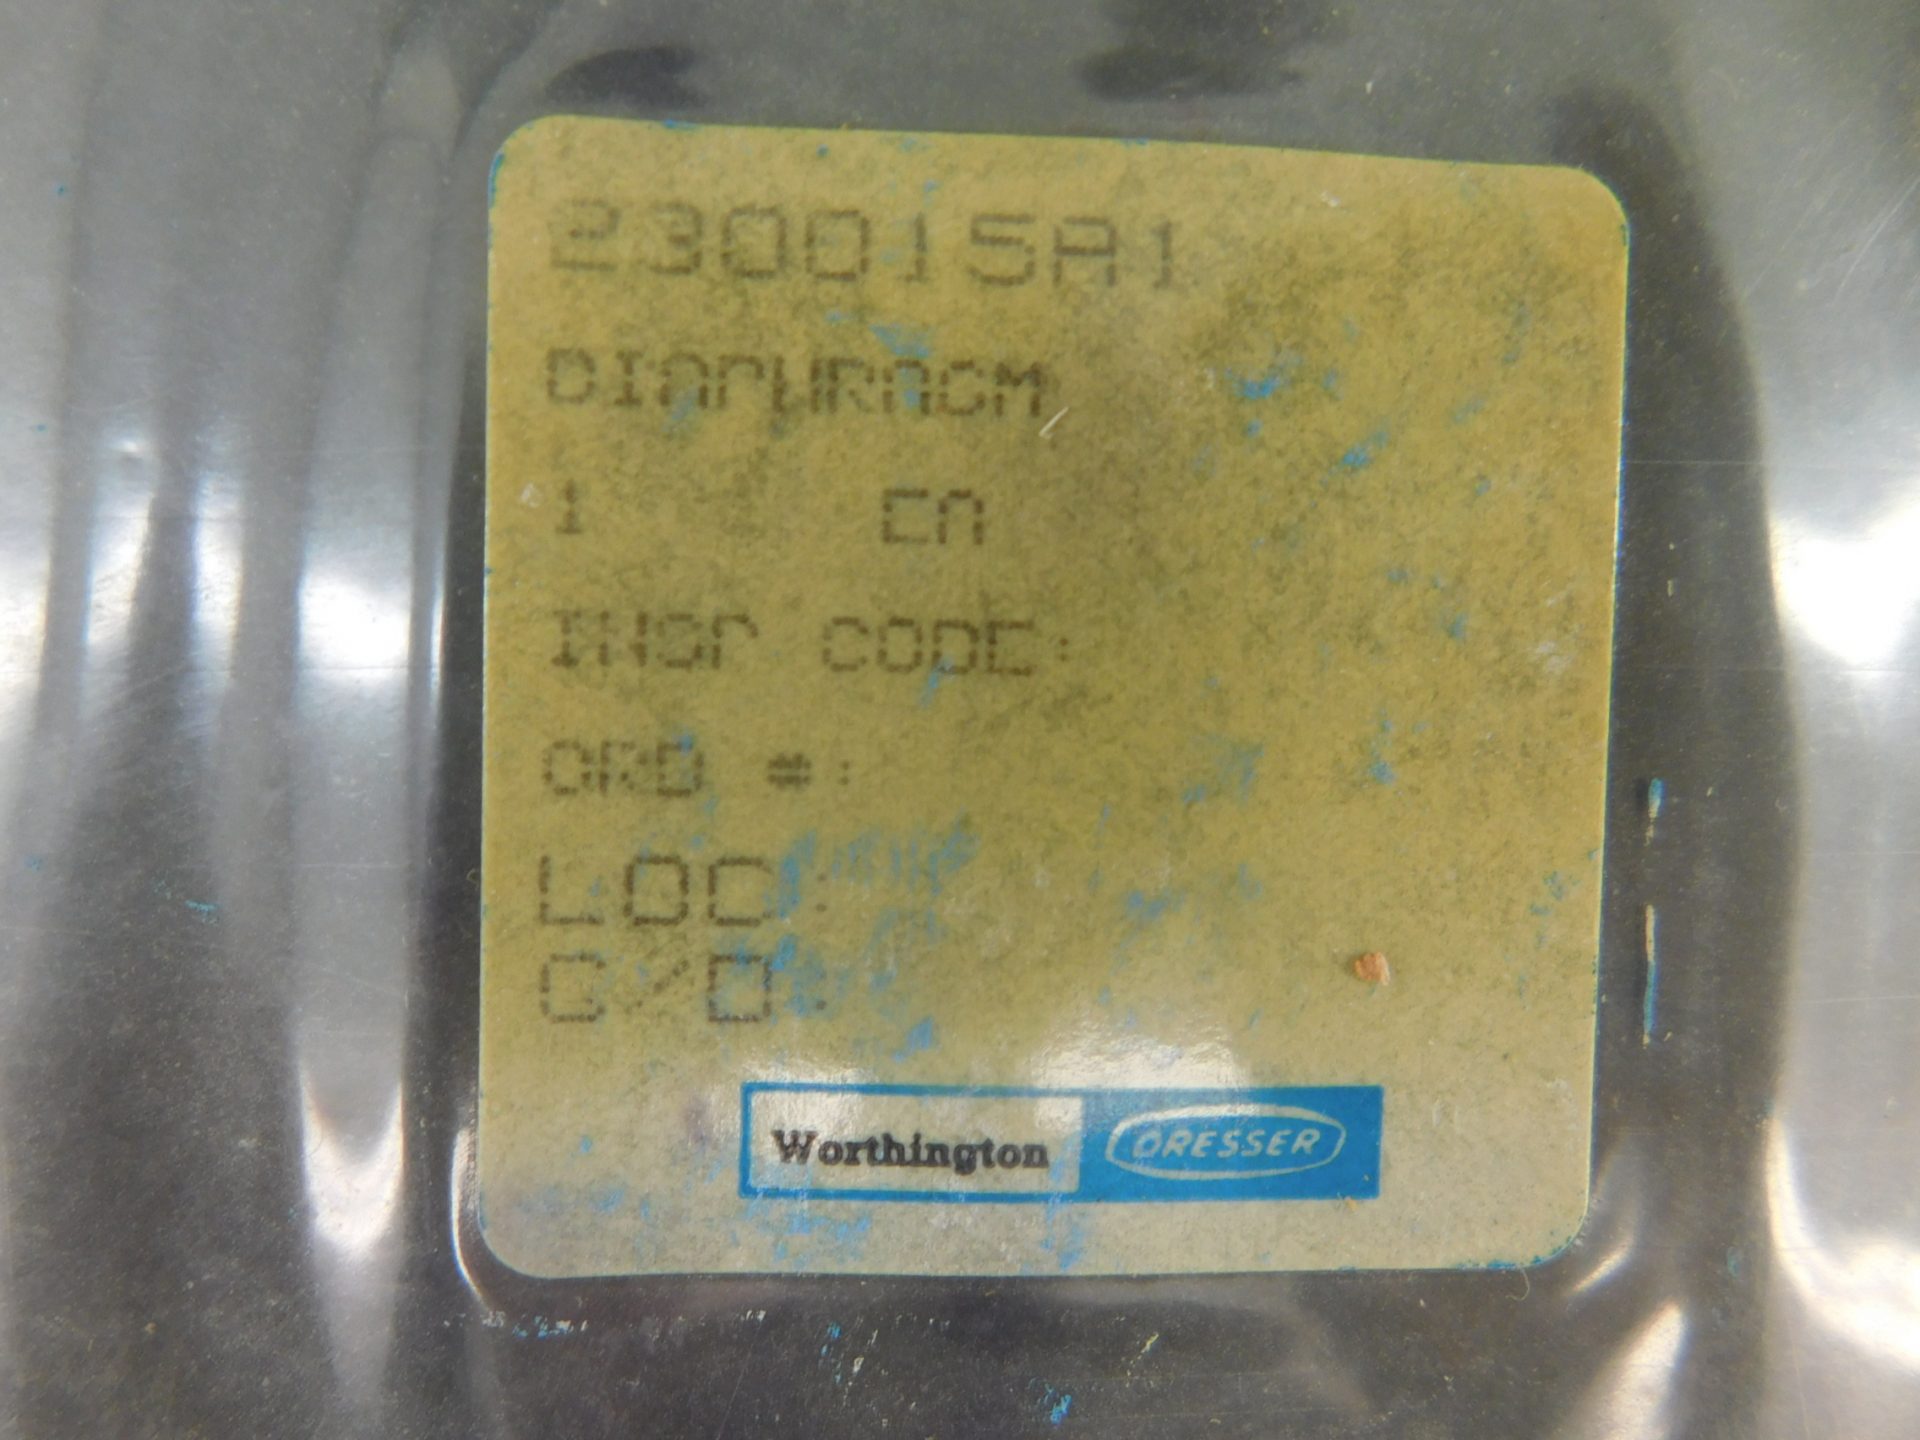 230015A1
DIAPHRAGM
1 EA
INSP CODE:
ORD #:
LOC:
C/O:
Worthington DRESSER